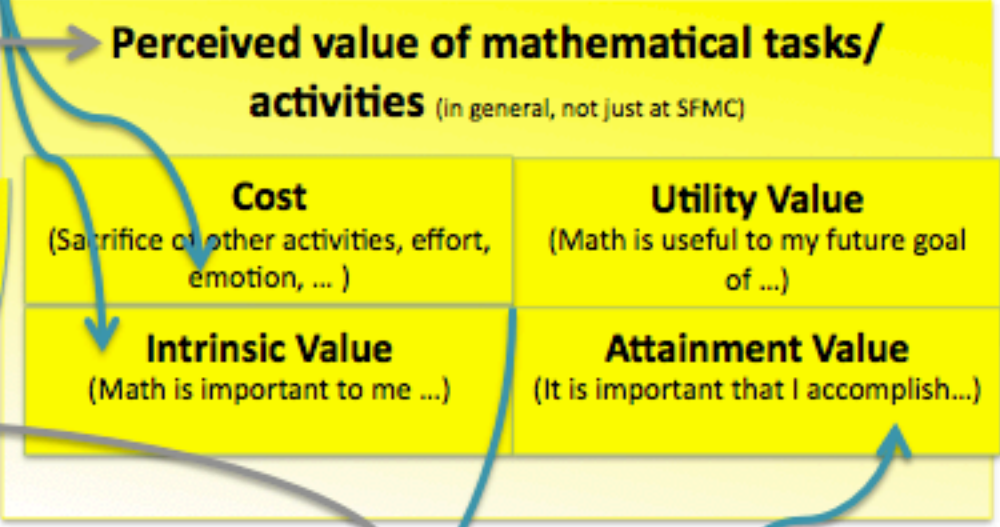 Perceived value of mathematical tasks/
activities (in general, not just at SFMC)
Cost
(Sacrifice of other activities, effort,
emotion, ... )
Utility Value
(Math is useful to my future goal
of ...)
Intrinsic Value
(Math is important to me ...)
Attainment Value
(It is important that I accomplish...)